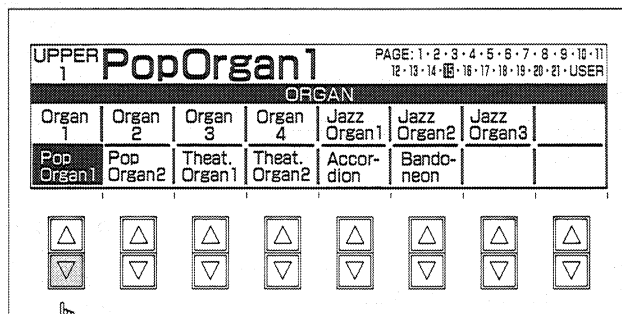 UPPER 1 PopOrgan1 PAGE: 1·2·3·4·5·6·7·8·9·10·11
12·13·14·15·16·17·18·19·20·21·USER
ORGAN
Organ 1 Organ 2 Organ 3 Organ 4 Jazz Organ1 Jazz Organ2 Jazz Organ3
Pop Organ1 Pop Organ2 Theat. Organ1 Theat. Organ2 Accor-dion Bando-neon